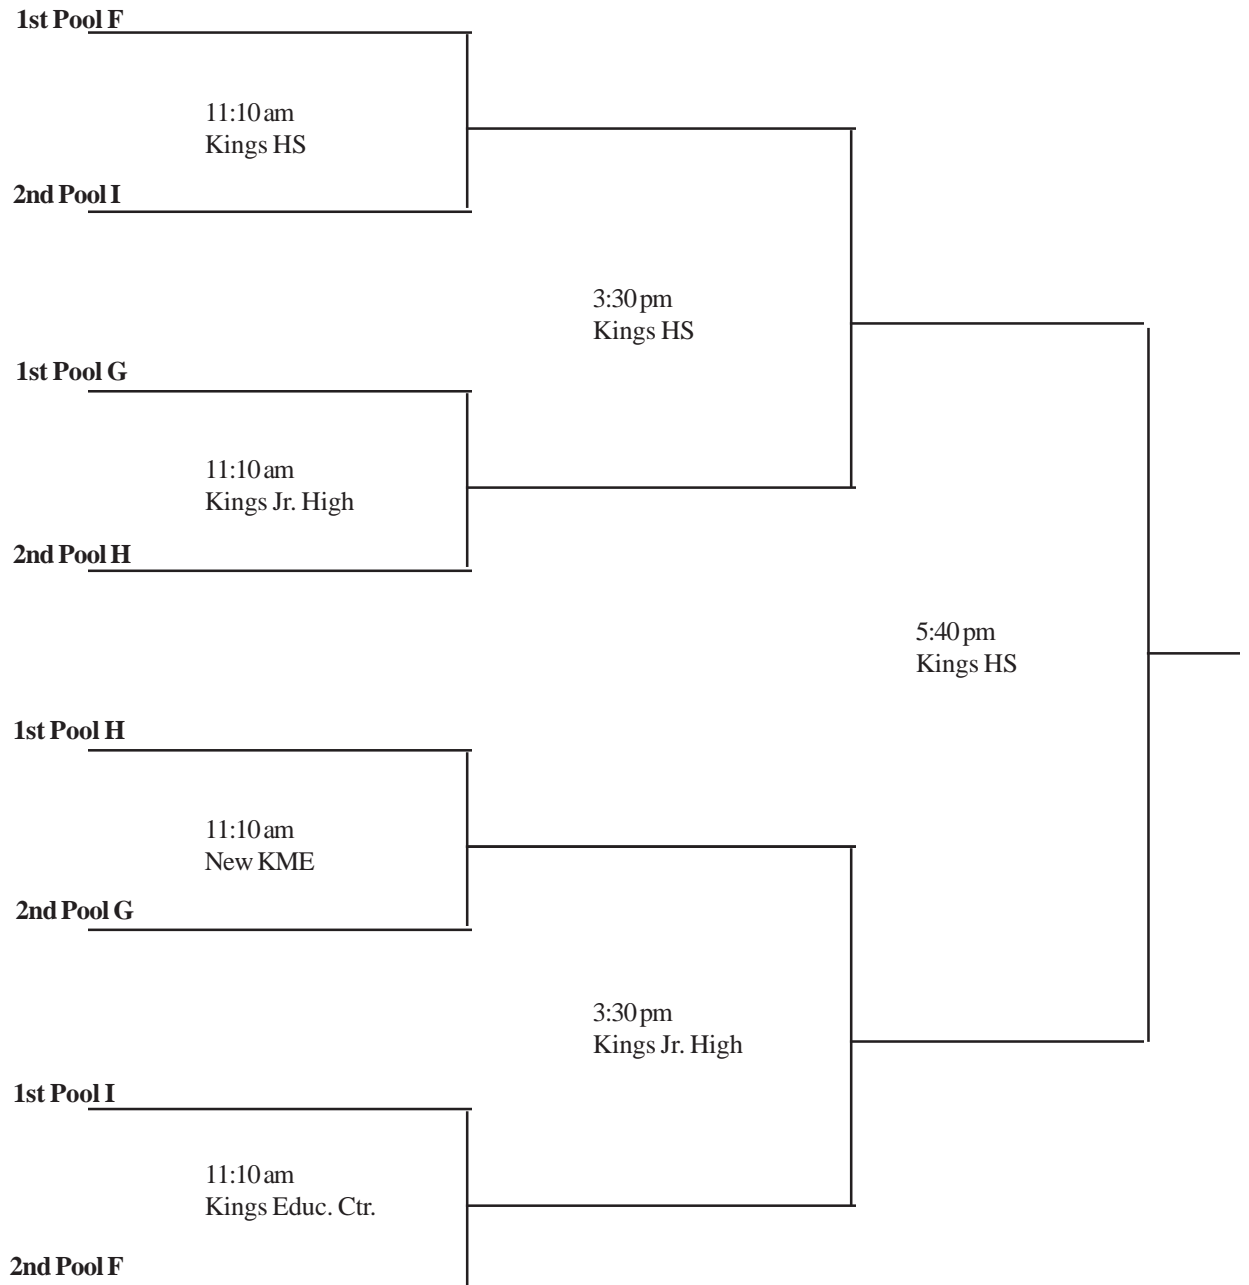 1st Pool F
11:10 am
Kings HS
2nd Pool I
3:30 pm
Kings HS
1st Pool G
11:10 am
Kings Jr. High
2nd Pool H
5:40 pm
Kings HS
1st Pool H
11:10 am
New KME
2nd Pool G
3:30 pm
Kings Jr. High
1st Pool I
11:10 am
Kings Educ. Ctr.
2nd Pool F